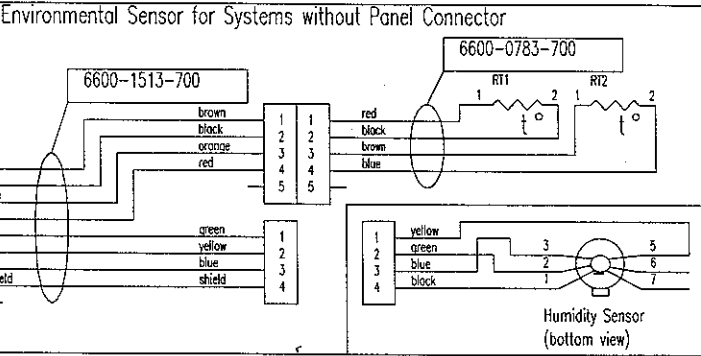 Environmental Sensor for Systems without Panel Connector
6600-0783-700
6600-1513-700
RT1 RT2
1 2 1 2
t° t°
brown 1 1 red
black 2 2 black
orange 3 3 brown
red 4 4 blue
5 5
green 1
yellow 2
blue 3
shield 4
1 yellow
2 green
3 blue
4 black
3 5
2 6
1 7
Humidity Sensor
(bottom view)